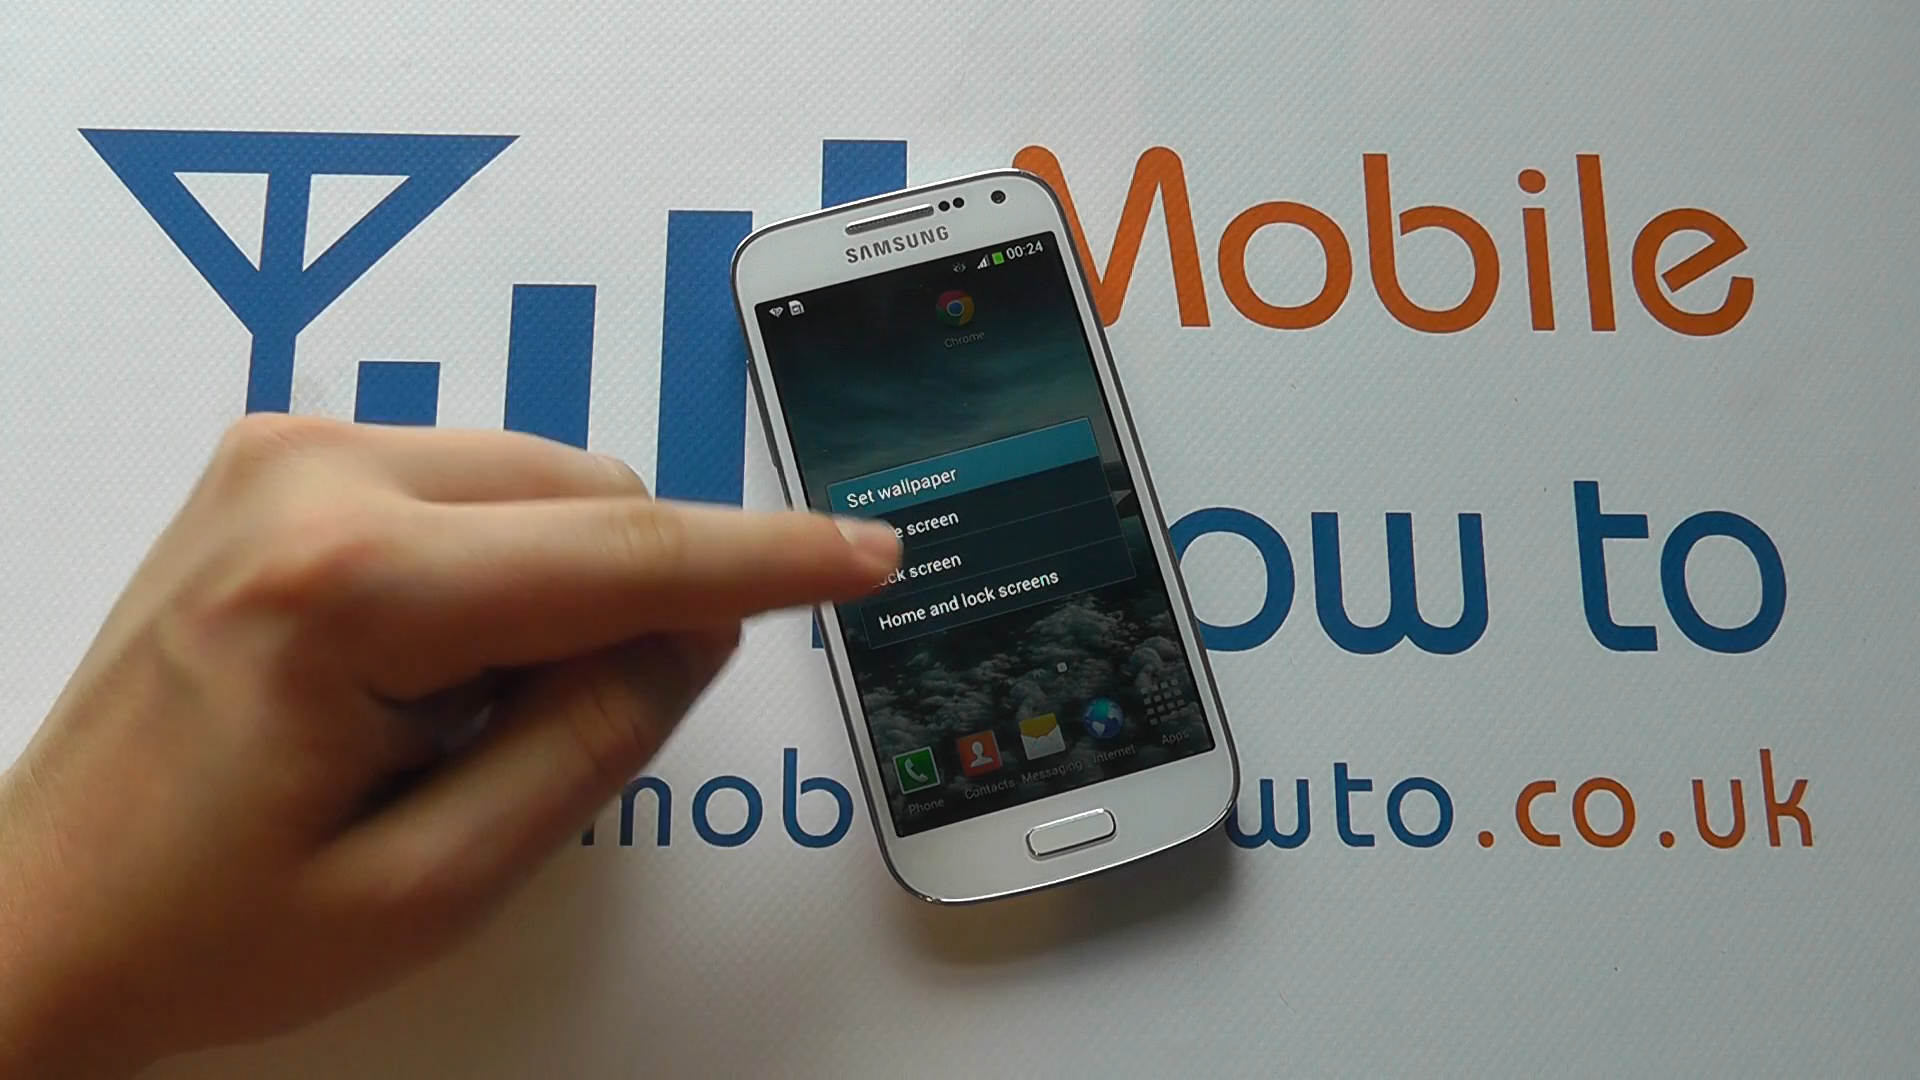 Mobile
SAMSUNG
00:24
Chrome
Set wallpaper
screen
screen
Home and lock screens
ow to
Phone
Contacts
Messaging
Internet
Apps
mob wto.co.uk